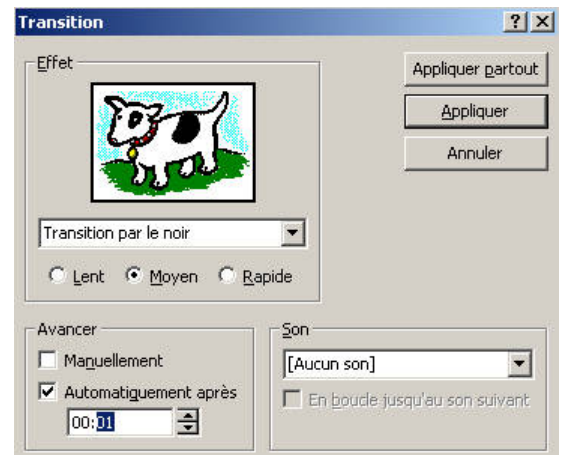 Transition
Effet
Appliquer partout
Appliquer
Annuler
Transition par le noir
Lent Moyen Rapide
Avancer
Manuellement
Automatiquement après
00:01
Son
[Aucun son]
En boucle jusqu'au son suivant